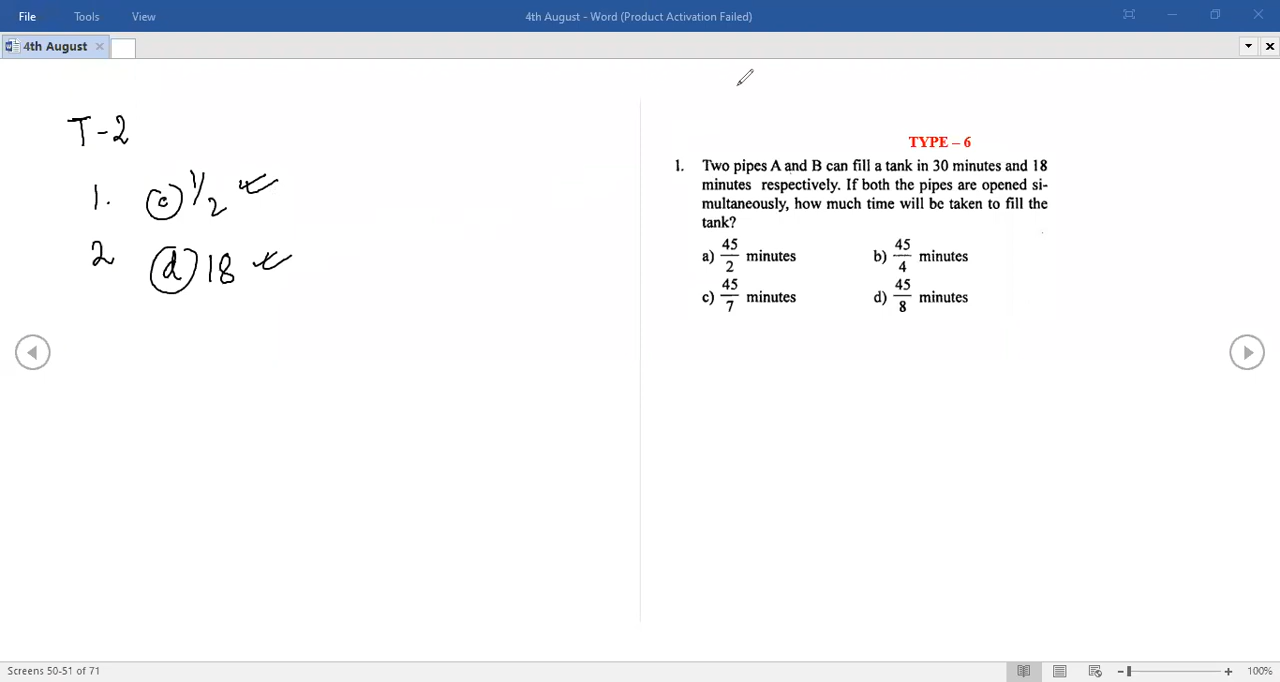 File Tools View 4th August - Word (Product Activation Failed)
4th August
T-2
1. c) 1/2
2 d) 18
TYPE – 6
1. Two pipes A and B can fill a tank in 30 minutes and 18
minutes respectively. If both the pipes are opened si-
multaneously, how much time will be taken to fill the
tank?
a) 45/2 minutes b) 45/4 minutes
c) 45/7 minutes d) 45/8 minutes
Screens 50-51 of 71 100%